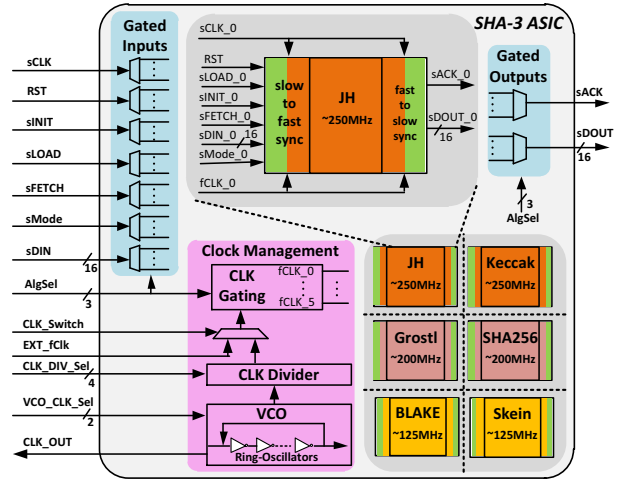 SHA-3 ASIC
Gated
Inputs
sCLK
RST
sINIT
sLOAD
sFETCH
sMode
sDIN
16
AlgSel
3
CLK_Switch
EXT_fClk
CLK_DIV_Sel
4
VCO_CLK_Sel
2
CLK_OUT
sCLK_0
RST
sLOAD_0
sINIT_0
sFETCH_0
sDIN_0
16
sMode_0
fCLK_0
slow
to
fast
sync
JH
~250MHz
fast
to
slow
sync
sACK_0
sDOUT_0
16
Gated
Outputs
sACK
sDOUT
16
3
AlgSel
Clock Management
CLK
Gating
fCLK_0
fCLK_5
CLK Divider
VCO
Ring-Oscillators
JH
~250MHz
Keccak
~250MHz
Grostl
~200MHz
SHA256
~200MHz
BLAKE
~125MHz
Skein
~125MHz